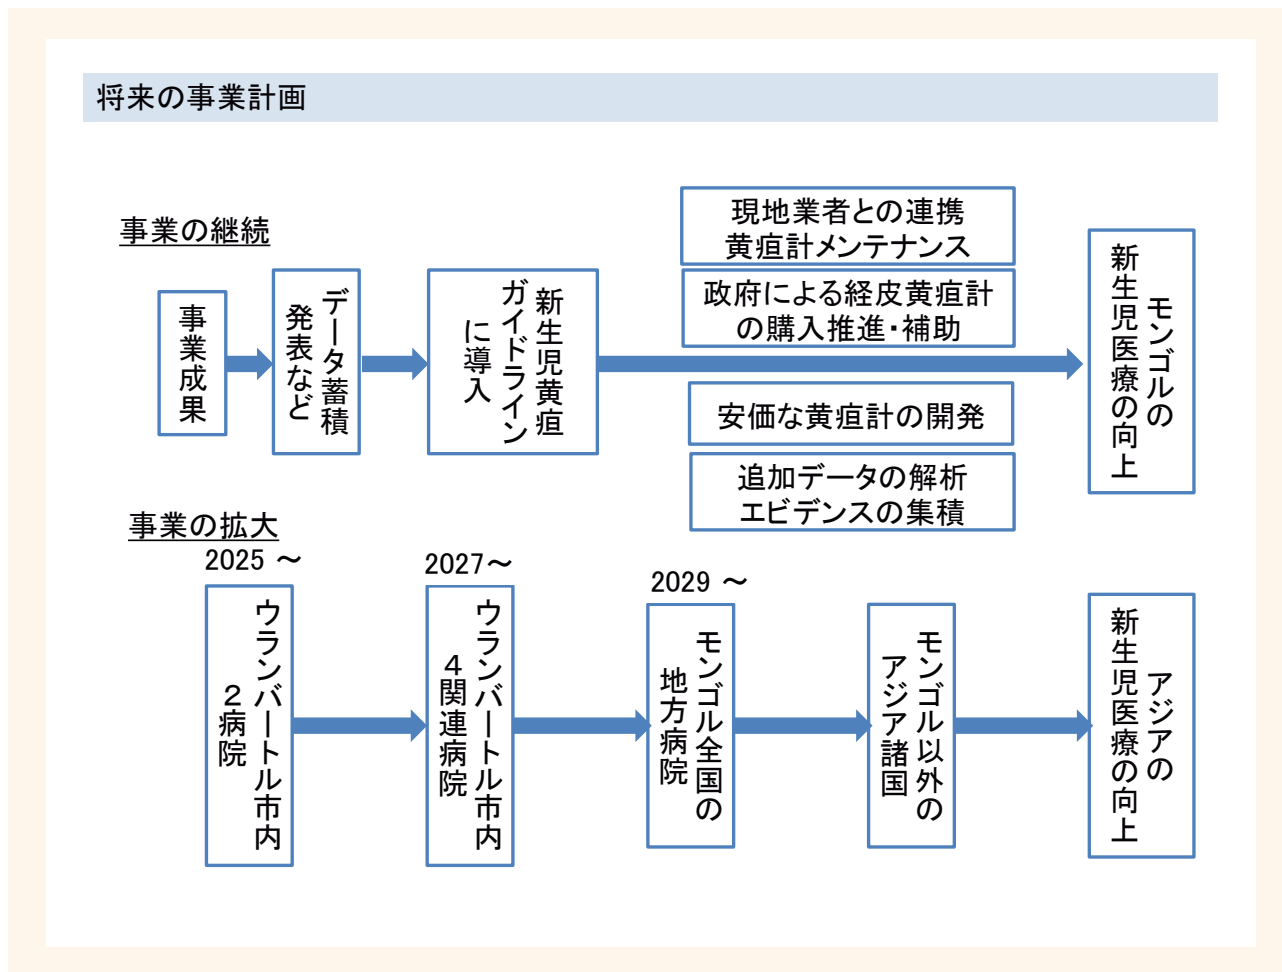 将来の事業計画
事業の継続
事業成果
データ蓄積
発表など
新生児黄疸
ガイドライン
に導入
現地業者との連携
黄疸計メンテナンス
政府による経皮黄疸計
の購入推進・補助
安価な黄疸計の開発
追加データの解析
エビデンスの集積
モンゴルの
新生児医療の向上
事業の拡大
2025 ～
ウランバートル市内
２病院
2027～
ウランバートル市内
４関連病院
2029 ～
モンゴル全国の
地方病院
モンゴル以外の
アジア諸国
アジアの
新生児医療の向上